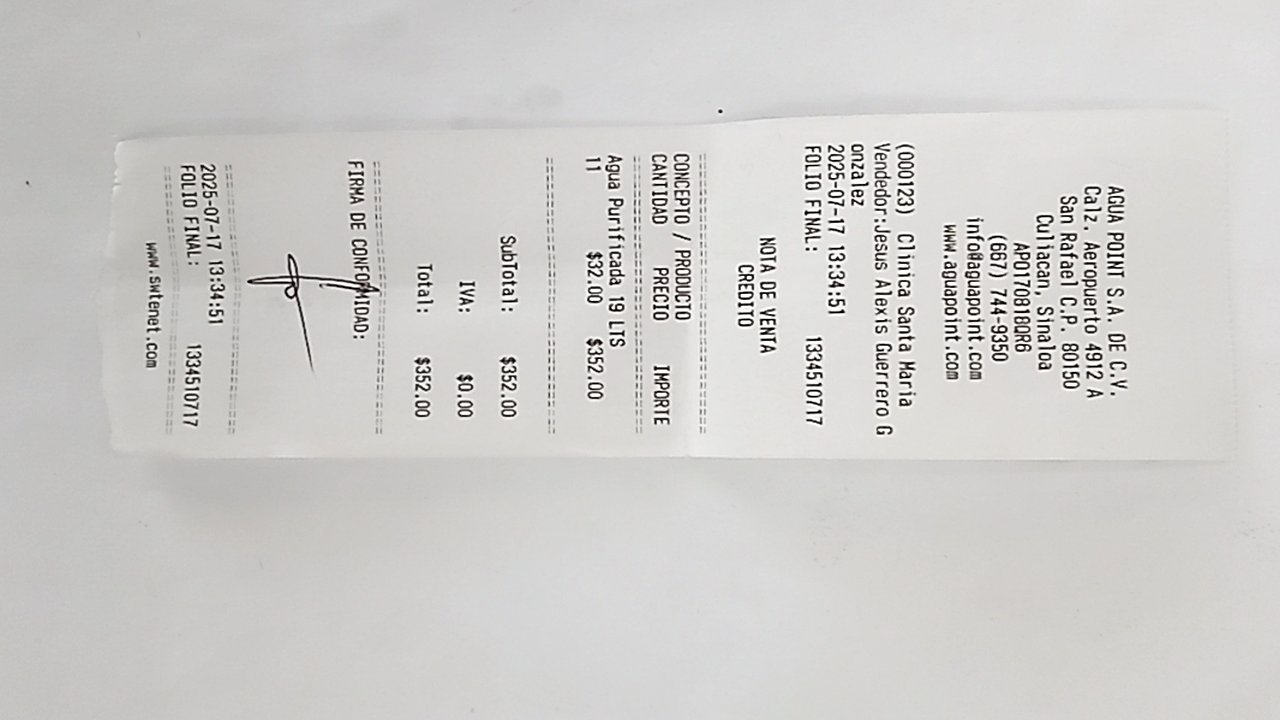 AGUA POINT S.A. DE C.V.
Calz. Aeropuerto 4912 A
San Rafael C.P. 80150
Culiacan, SInaloa
APO170818QR6
(667) 744-9350
info@aguapoint.com
www.aguapoint.com
(000123) Clinica Santa Maria
Vendedor:Jesus Alexis Guerrero G
onzalez
2025-07-17 13:34:51
FOLIO FINAL: 1334510717
NOTA DE VENTA
CREDITO
================================
CONCEPTO / PRODUCTO
CANTIDAD PRECIO IMPORTE
================================
Agua Purificada 19 LTS
11 $32.00 $352.00
================================
SubTotal: $352.00
IVA: $0.00
Total: $352.00
================================
FIRMA DE CONFORMIDAD:
================================
2025-07-17 13:34:51
FOLIO FINAL: 1334510717
================================
www.swtenet.com